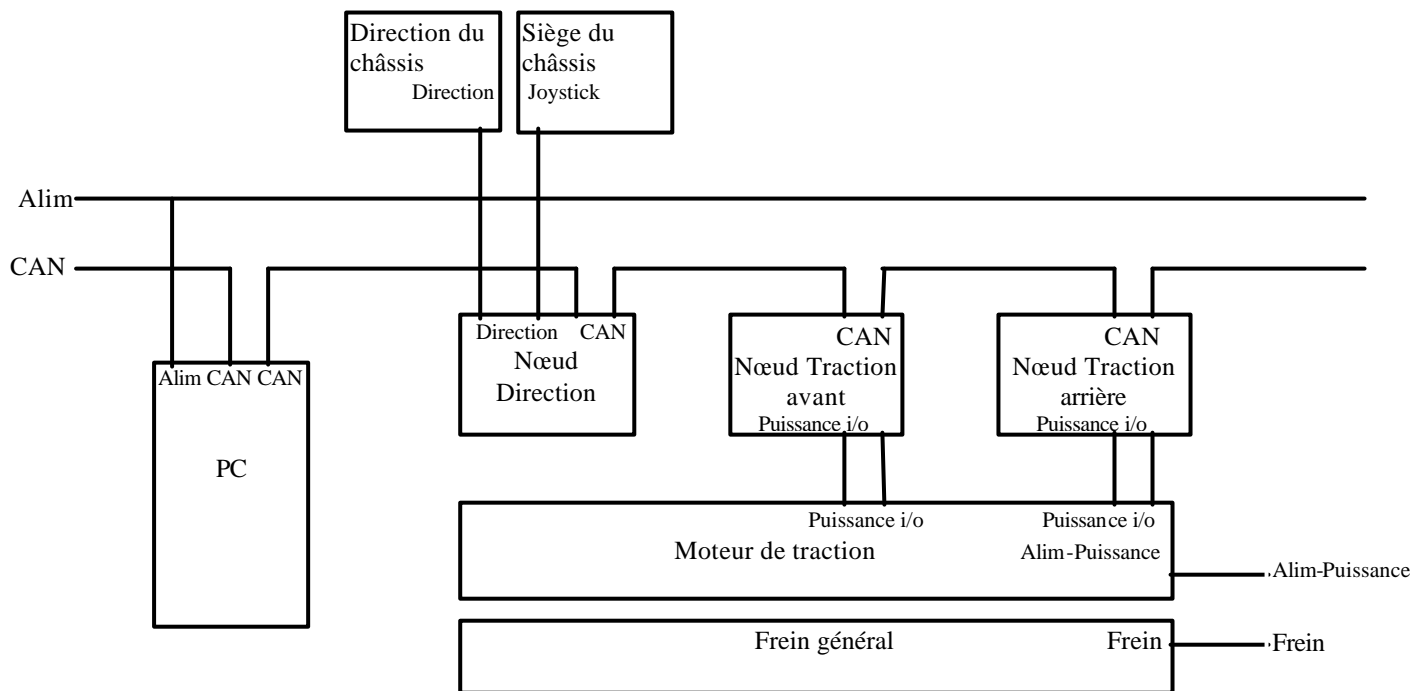 Direction du
châssis
Direction
Siège du
châssis
Joystick
Alim
CAN
Direction CAN
Nœud
Direction
CAN
Nœud Traction
avant
Puissance i/o
CAN
Nœud Traction
arrière
Puissance i/o
Alim CAN CAN
PC
Puissance i/o
Puissance i/o
Moteur de traction
Alim-Puissance
Alim-Puissance
Frein général
Frein
Frein